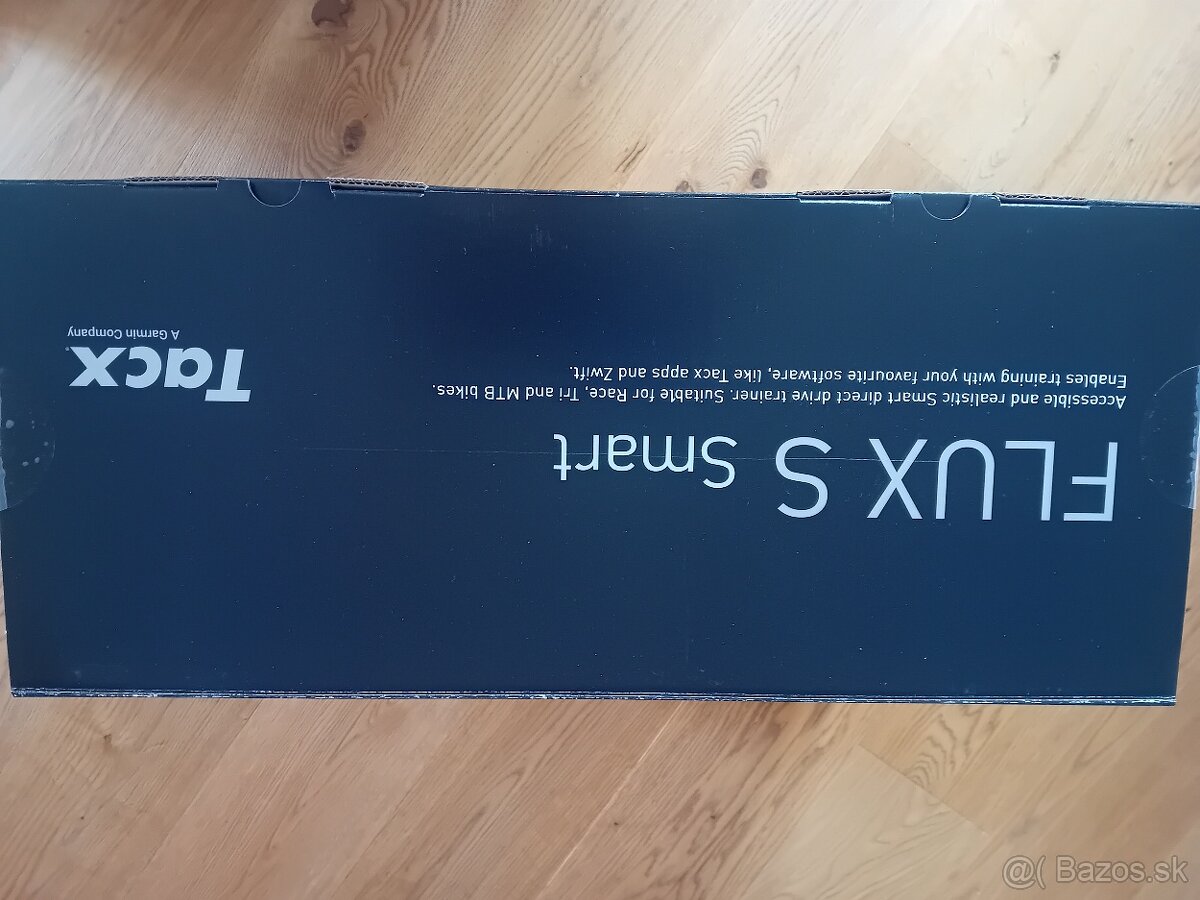 FLUX S Smart
Accessible and realistic Smart direct drive trainer. Suitable for Race, Tri and MTB bikes.
Enables training with your favourite software, like Tacx apps and Zwift.
Tacx
A Garmin Company
@( Bazos.sk